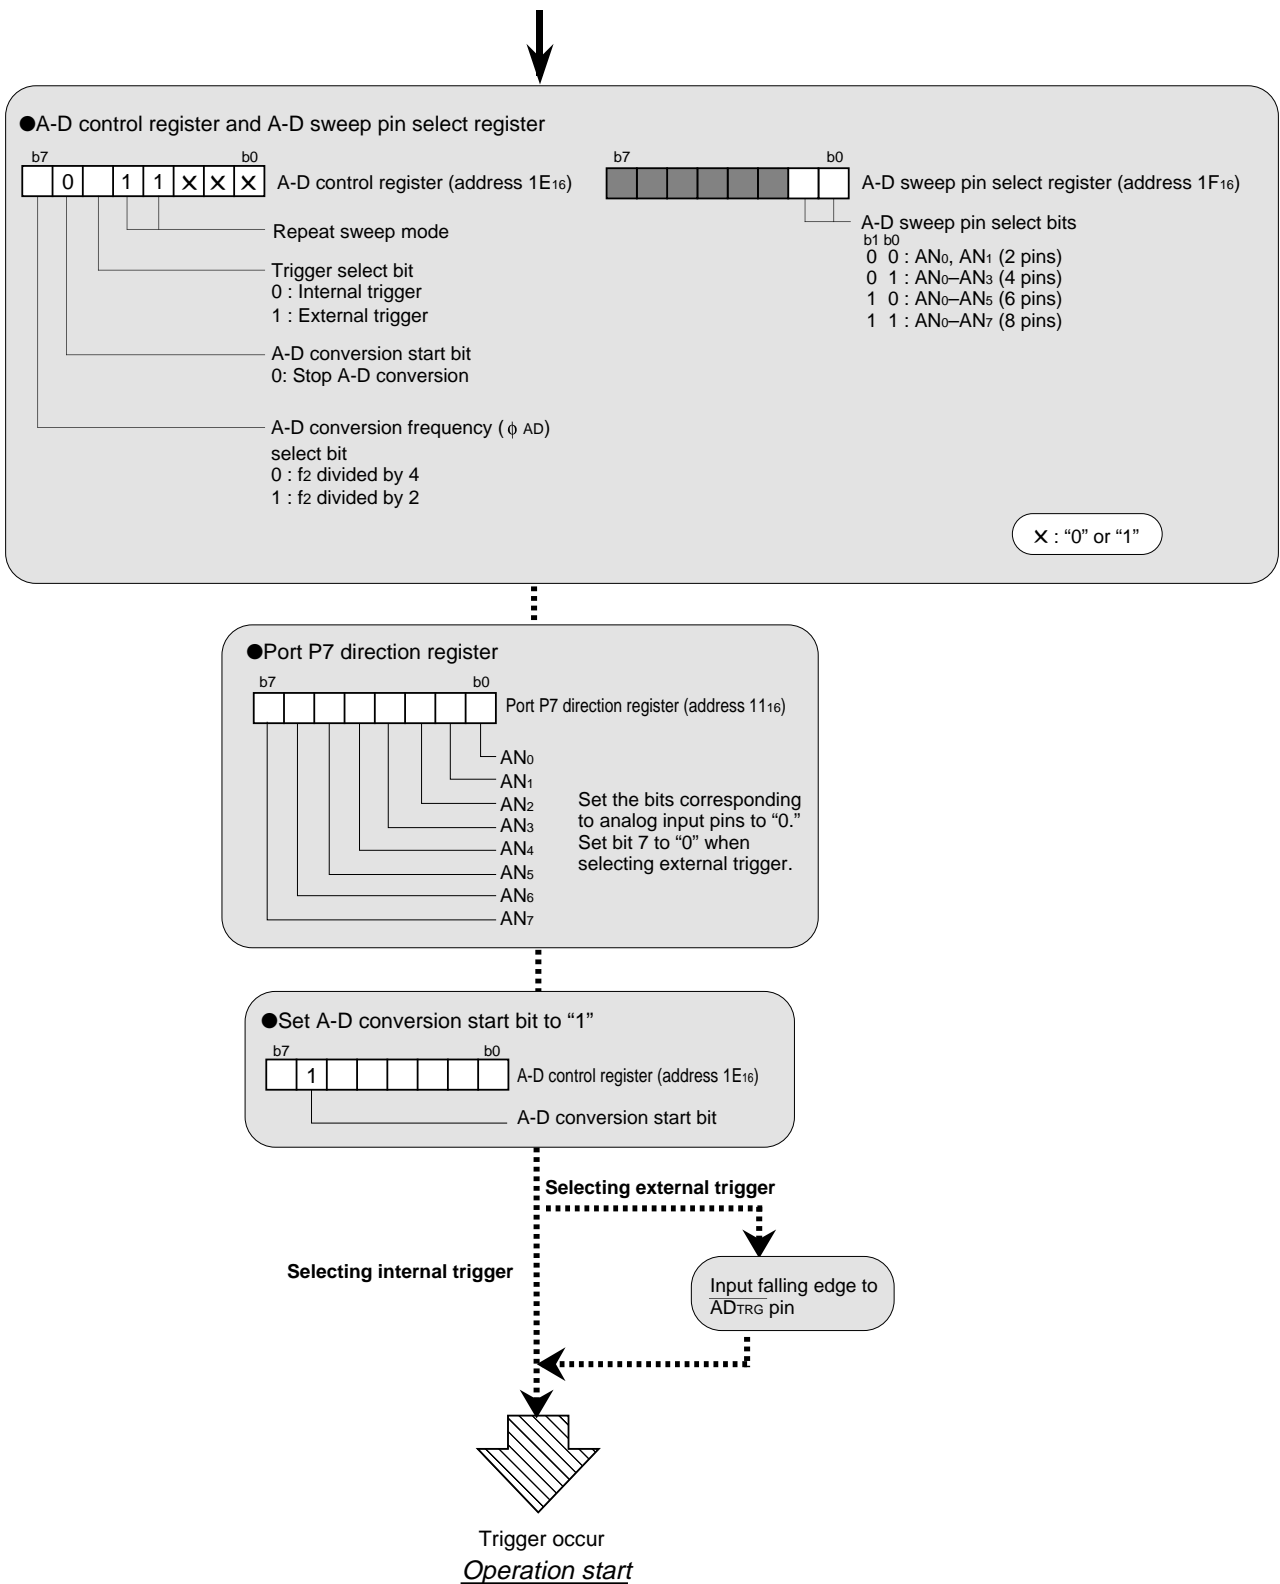 ●A-D control register and A-D sweep pin select register
b7 b0
0 1 1 ✕ ✕ ✕ A-D control register (address 1E16)
Repeat sweep mode
Trigger select bit
0 : Internal trigger
1 : External trigger
A-D conversion start bit
0: Stop A-D conversion
A-D conversion frequency ( ϕ AD)
select bit
0 : f2 divided by 4
1 : f2 divided by 2
b7 b0
A-D sweep pin select register (address 1F16)
A-D sweep pin select bits
b1 b0
0 0 : AN0, AN1 (2 pins)
0 1 : AN0–AN3 (4 pins)
1 0 : AN0–AN5 (6 pins)
1 1 : AN0–AN7 (8 pins)
✕ : “0” or “1”
●Port P7 direction register
b7 b0
Port P7 direction register (address 1116)
AN0
AN1
AN2
AN3
AN4
AN5
AN6
AN7
Set the bits corresponding
to analog input pins to “0.”
Set bit 7 to “0” when
selecting external trigger.
●Set A-D conversion start bit to “1”
b7 b0
1 A-D control register (address 1E16)
A-D conversion start bit
Selecting external trigger
Selecting internal trigger
Input falling edge to
ADTRG pin
Trigger occur
Operation start